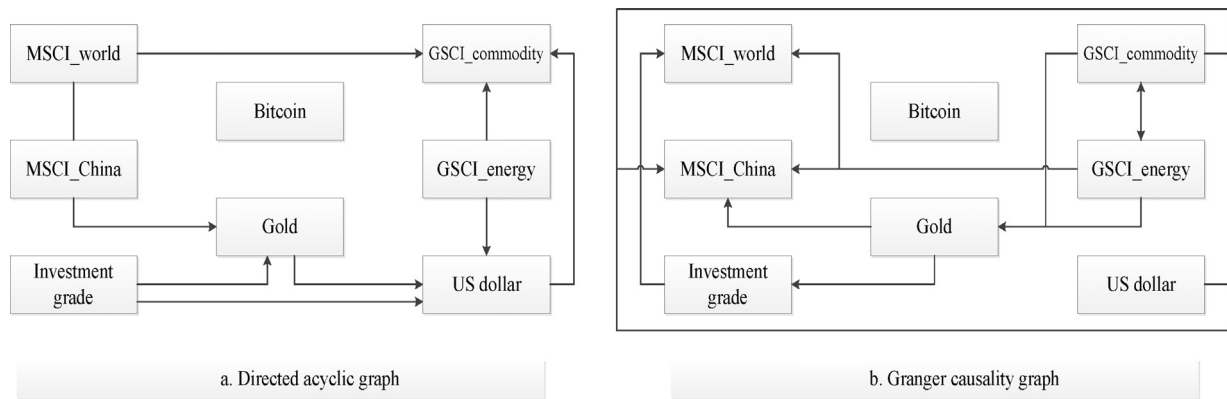 MSCI_world
GSCI_commodity
Bitcoin
MSCI_China
GSCI_energy
Gold
Investment
grade
US dollar
a. Directed acyclic graph
MSCI_world
GSCI_commodity
Bitcoin
MSCI_China
GSCI_energy
Gold
Investment
grade
US dollar
b. Granger causality graph